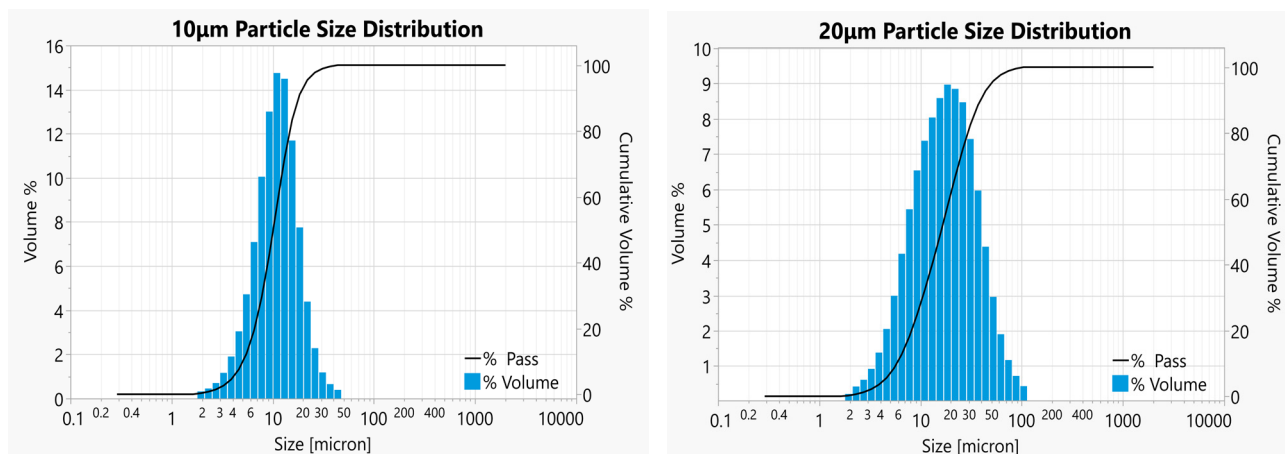 10µm Particle Size Distribution
16
14
12
10
8
6
4
2
0
Volume %
100
80
60
40
20
0
Cumulative Volume %
% Pass
% Volume
0.1 0.2 0.4 1 2 3 4 6 10 20 30 50 100 200 400 1000 10000
Size [micron]
20µm Particle Size Distribution
10
9
8
7
6
5
4
3
2
1
Volume %
100
80
60
40
20
0
Cumulative Volume %
% Pass
% Volume
0.1 0.2 0.4 1 2 3 4 6 10 20 30 50 100 200 400 1000 10000
Size [micron]